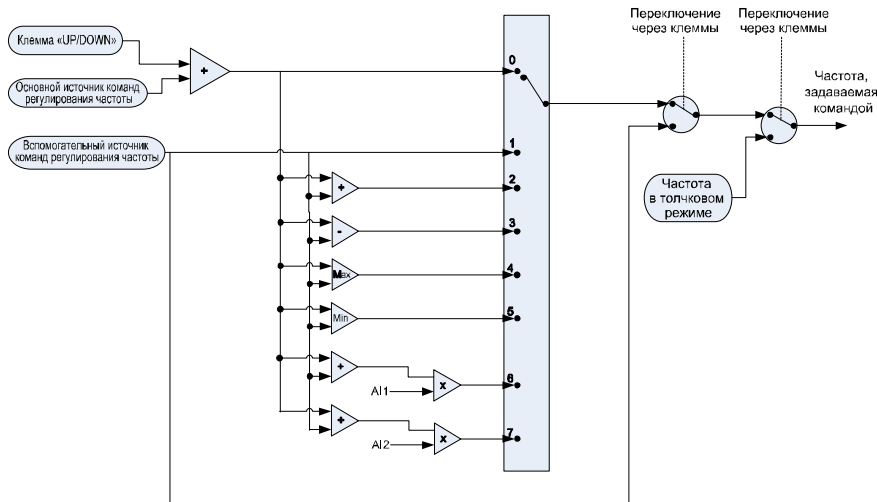 Клемма «UP/DOWN»
Основной источник команд
регулирования частоты
Вспомогательный источник
команд регулирования частоты
+
0
1
+
2
-
3
Max
4
Min
5
+
AI1
x
6
+
AI2
x
7
Переключение
через клеммы
Переключение
через клеммы
Частота,
задаваемая
командой
Частота
в толчковом
режиме